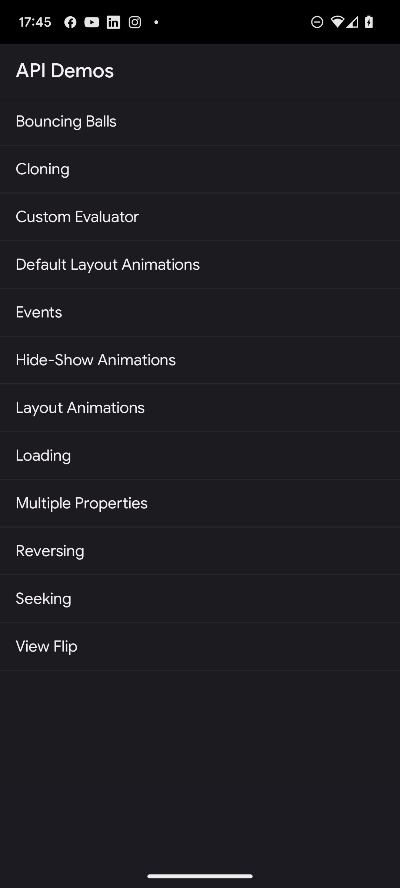 17:45
API Demos
Bouncing Balls
Cloning
Custom Evaluator
Default Layout Animations
Events
Hide-Show Animations
Layout Animations
Loading
Multiple Properties
Reversing
Seeking
View Flip